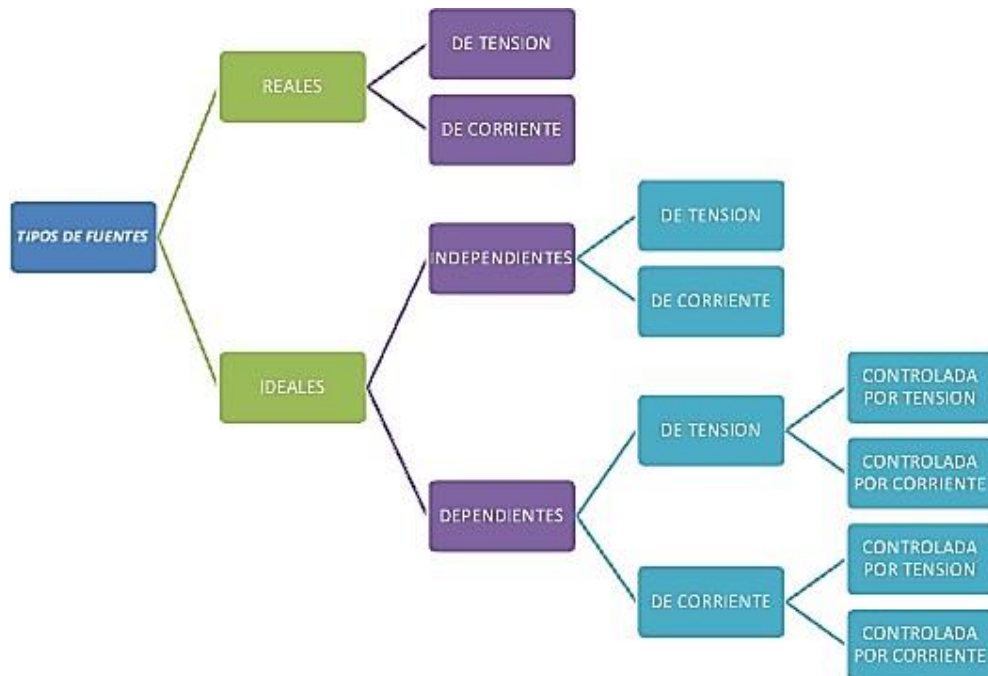 TIPOS DE FUENTES
REALES
DE TENSION
DE CORRIENTE
IDEALES
INDEPENDIENTES
DE TENSION
DE CORRIENTE
DEPENDIENTES
DE TENSION
CONTROLADA
POR TENSION
CONTROLADA
POR CORRIENTE
DE CORRIENTE
CONTROLADA
POR TENSION
CONTROLADA
POR CORRIENTE